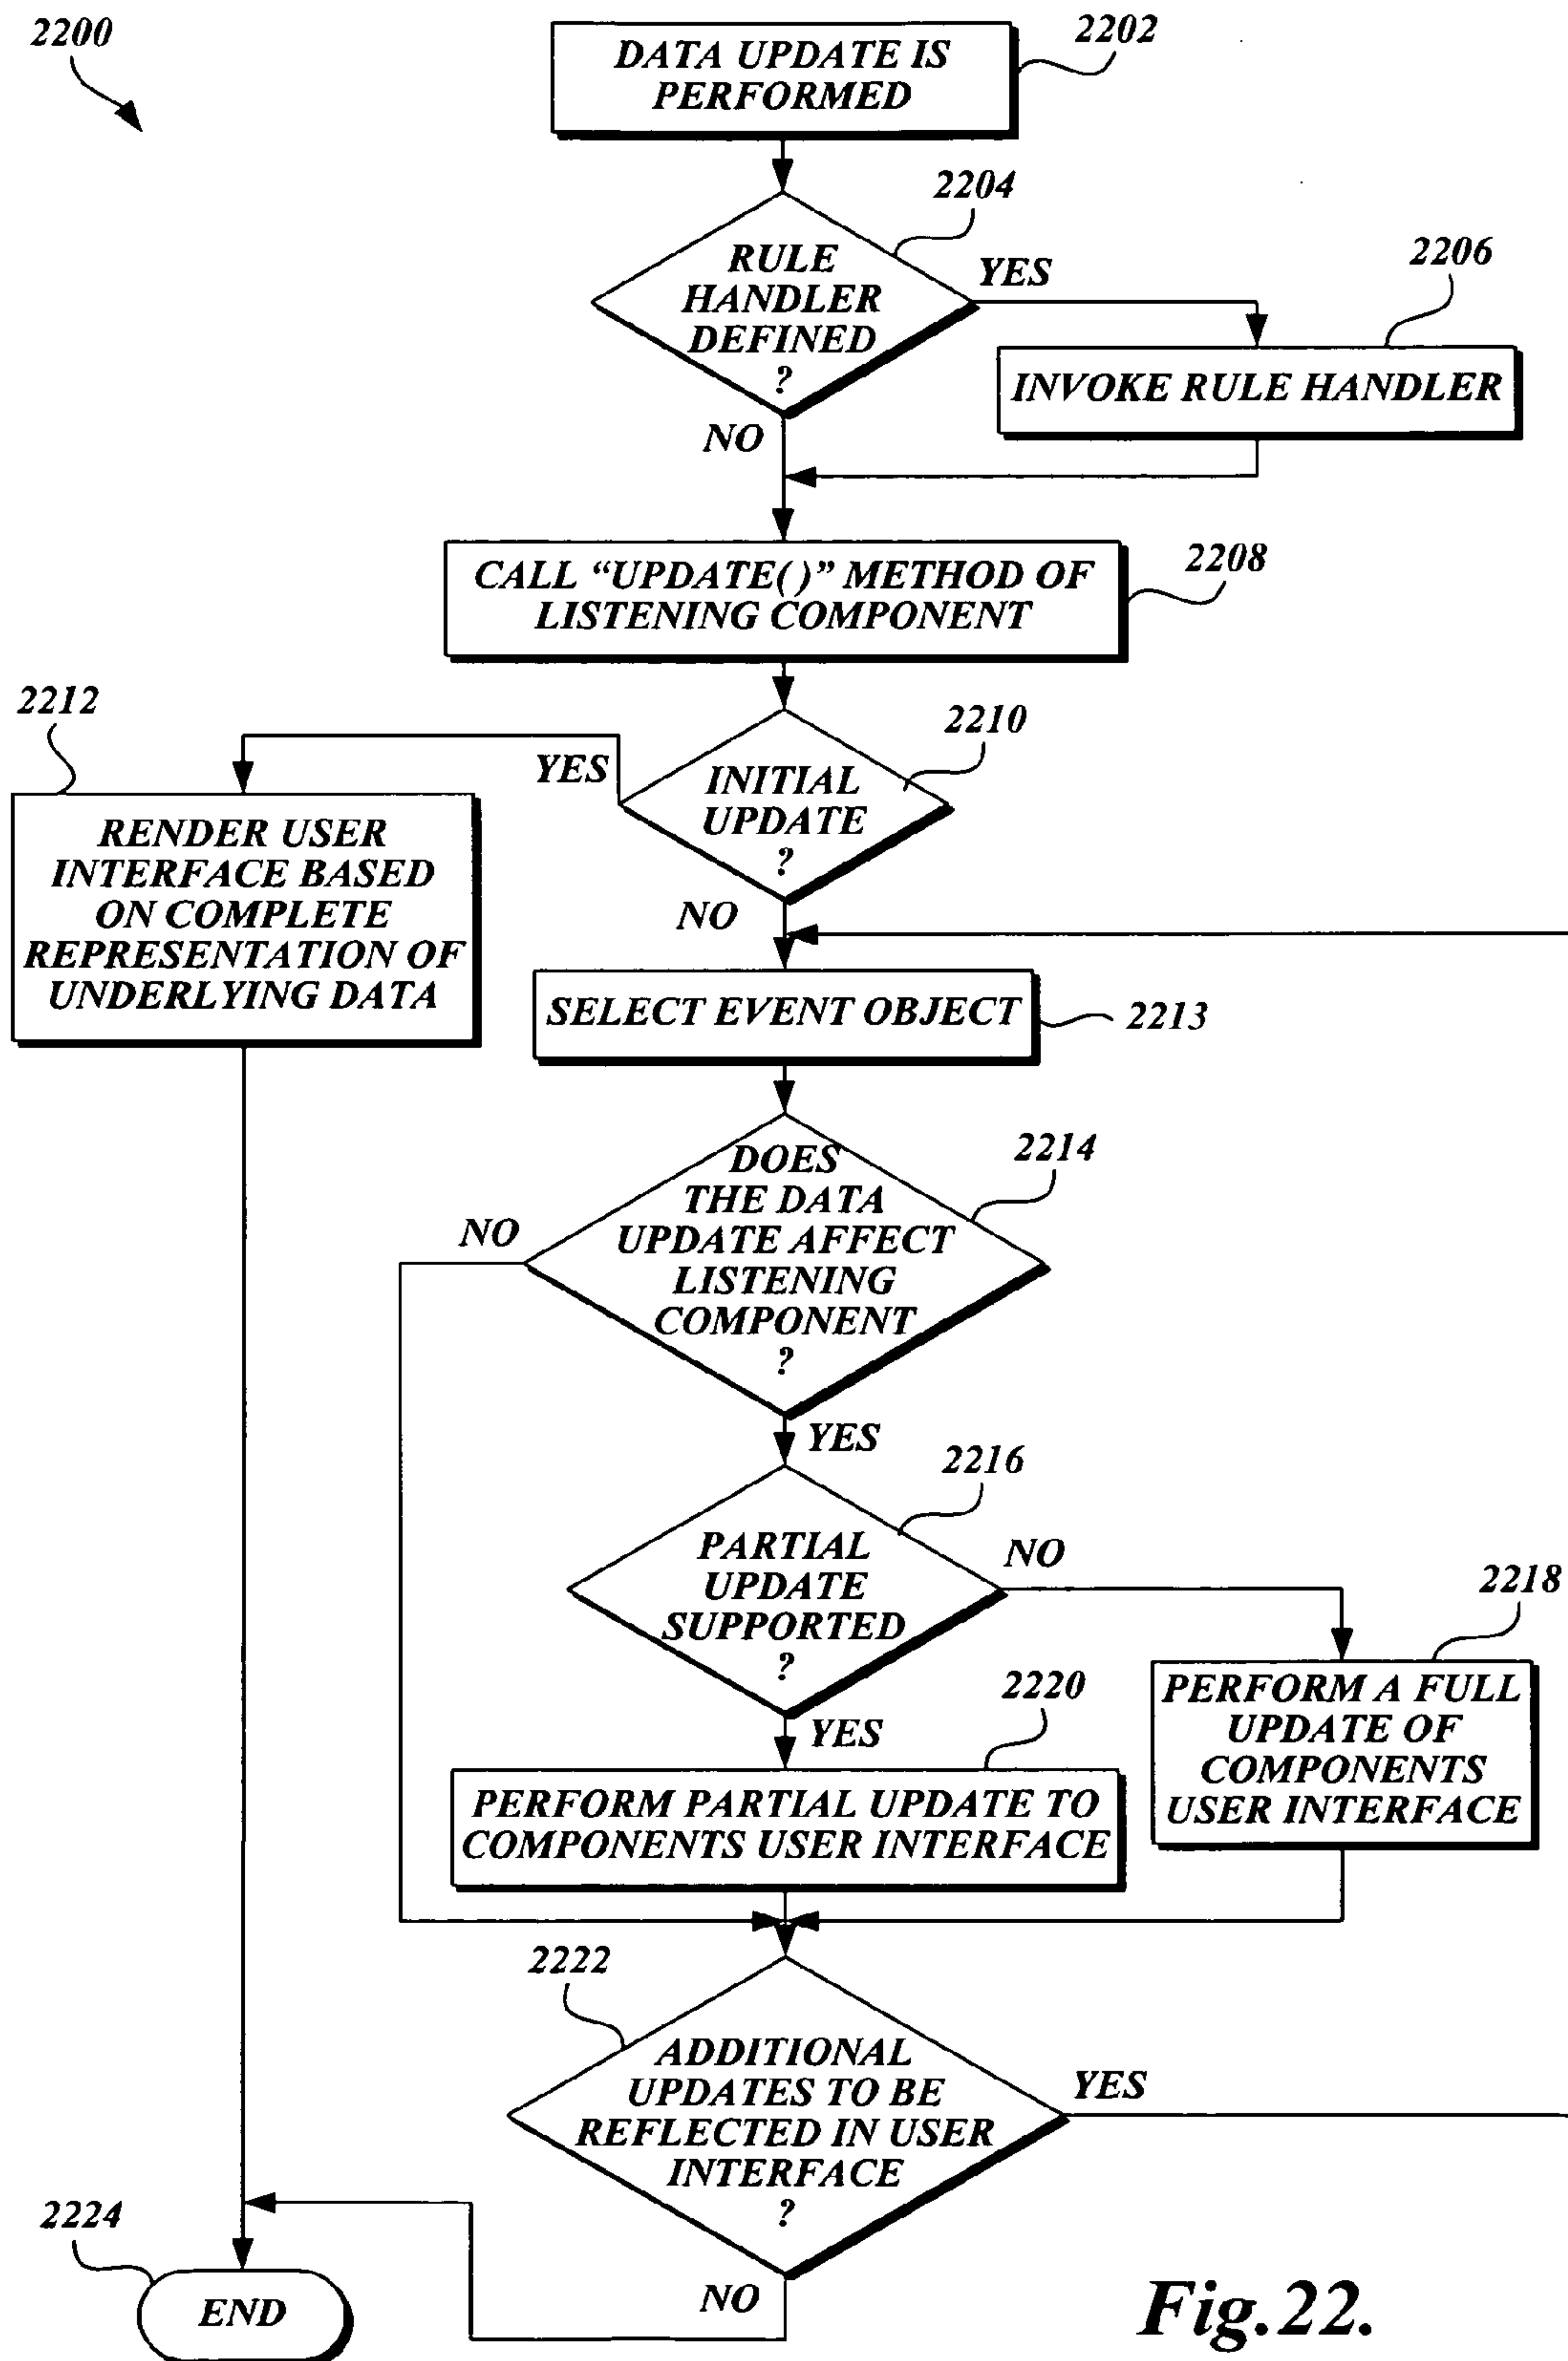 2200
DATA UPDATE IS
PERFORMED
2202
2204
RULE
HANDLER
DEFINED
?
YES
NO
2206
INVOKE RULE HANDLER
CALL “UPDATE( )” METHOD OF
LISTENING COMPONENT
2208
2210
INITIAL
UPDATE
?
YES
NO
2212
RENDER USER
INTERFACE BASED
ON COMPLETE
REPRESENTATION OF
UNDERLYING DATA
SELECT EVENT OBJECT
2213
2214
DOES
THE DATA
UPDATE AFFECT
LISTENING
COMPONENT
?
NO
YES
2216
PARTIAL
UPDATE
SUPPORTED
?
NO
YES
2218
PERFORM A FULL
UPDATE OF
COMPONENTS
USER INTERFACE
2220
PERFORM PARTIAL UPDATE TO
COMPONENTS USER INTERFACE
2222
ADDITIONAL
UPDATES TO BE
REFLECTED IN USER
INTERFACE
?
YES
NO
2224
END
Fig.22.